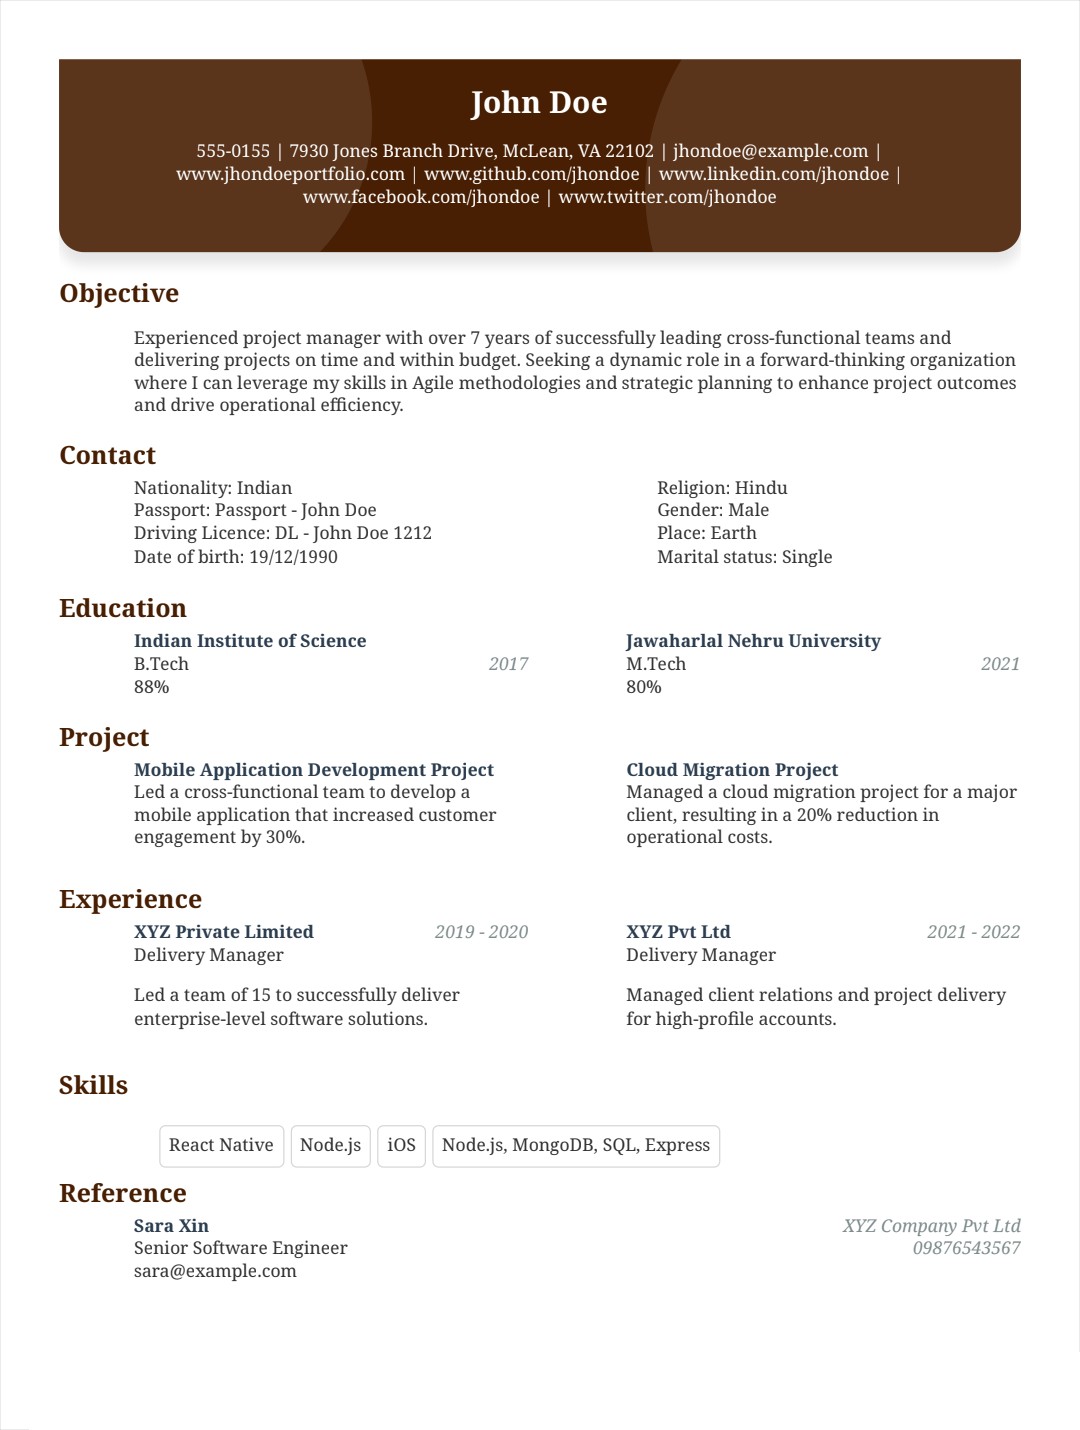 John Doe
555-0155 | 7930 Jones Branch Drive, McLean, VA 22102 | jhondoe@example.com |
www.jhondoeportfolio.com | www.github.com/jhondoe | www.linkedin.com/jhondoe |
www.facebook.com/jhondoe | www.twitter.com/jhondoe
Objective
Experienced project manager with over 7 years of successfully leading cross-functional teams and
delivering projects on time and within budget. Seeking a dynamic role in a forward-thinking organization
where I can leverage my skills in Agile methodologies and strategic planning to enhance project outcomes
and drive operational efficiency.
Contact
Nationality: Indian
Passport: Passport - John Doe
Driving Licence: DL - John Doe 1212
Date of birth: 19/12/1990
Religion: Hindu
Gender: Male
Place: Earth
Marital status: Single
Education
Indian Institute of Science
B.Tech 2017
88%
Jawaharlal Nehru University
M.Tech 2021
80%
Project
Mobile Application Development Project
Led a cross-functional team to develop a
mobile application that increased customer
engagement by 30%.
Cloud Migration Project
Managed a cloud migration project for a major
client, resulting in a 20% reduction in
operational costs.
Experience
XYZ Private Limited 2019 - 2020
Delivery Manager
Led a team of 15 to successfully deliver
enterprise-level software solutions.
XYZ Pvt Ltd 2021 - 2022
Delivery Manager
Managed client relations and project delivery
for high-profile accounts.
Skills
React Native Node.js iOS Node.js, MongoDB, SQL, Express
Reference
Sara Xin XYZ Company Pvt Ltd
Senior Software Engineer 09876543567
sara@example.com